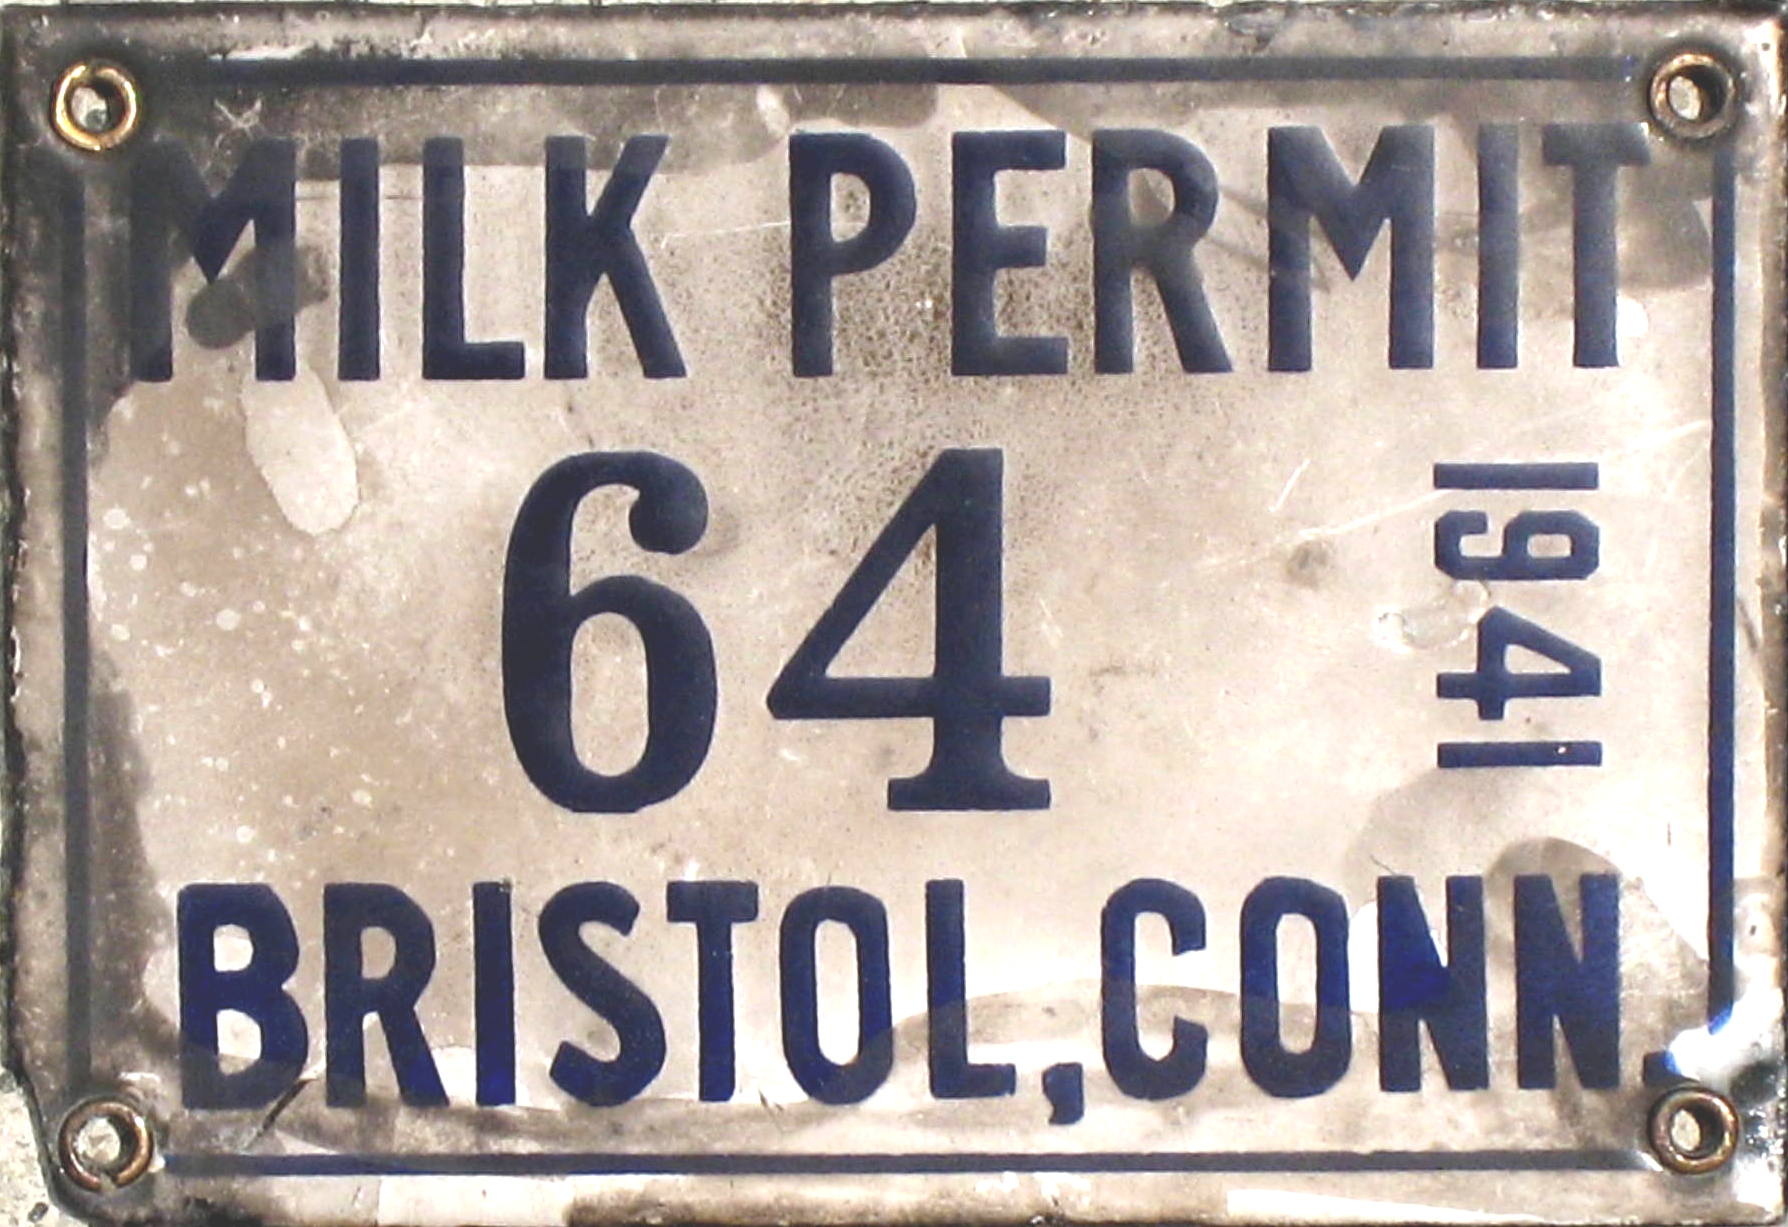 MILK PERMIT
64
1941
BRISTOL, CONN.